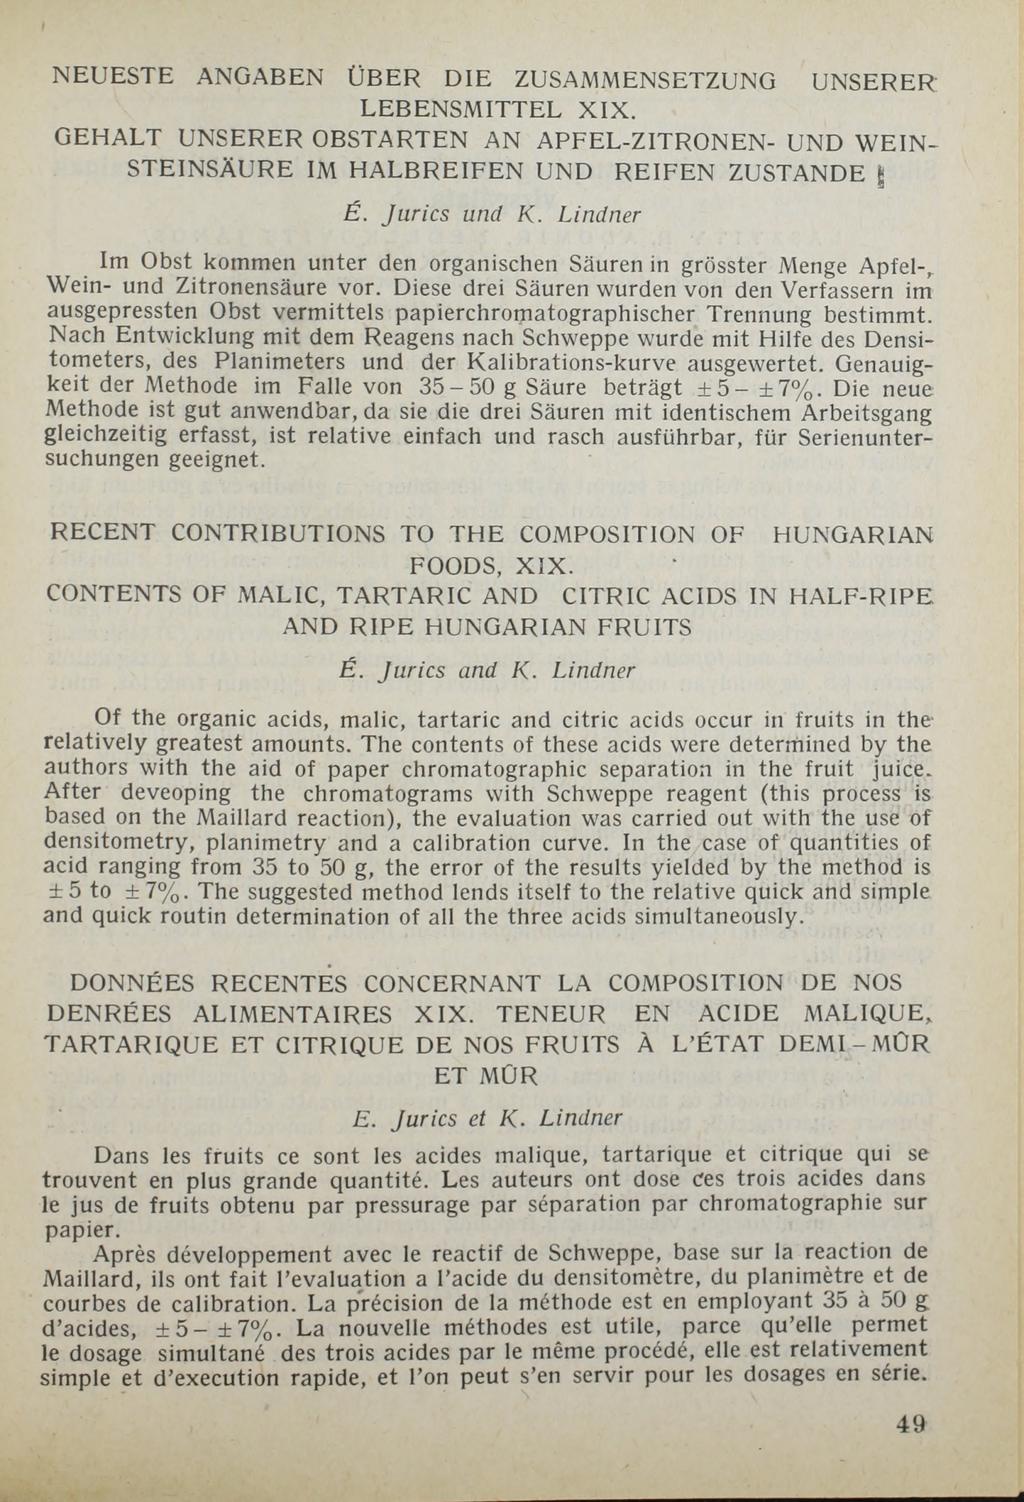 NEUESTE ANGABEN ÜBER DIE ZUSAMMENSETZUNG UNSERER
LEBENSMITTEL XIX.
GEHALT UNSERER OBSTARTEN AN APFEL-ZITRONEN- UND WEIN-
STEINSÄURE IM HALBREIFEN UND REIFEN ZUSTANDE
É. Jurics und K. Lindner
Im Obst kommen unter den organischen Säuren in grösster Menge Apfel-,
Wein- und Zitronensäure vor. Diese drei Säuren wurden von den Verfassern im
ausgepressten Obst vermittels papierchromatographischer Trennung bestimmt.
Nach Entwicklung mit dem Reagens nach Schweppe wurde mit Hilfe des Densi-
tometers, des Planimeters und der Kalibrations-kurve ausgewertet. Genauig-
keit der Methode im Falle von 35 – 50 g Säure beträgt ± 5 – ± 7%. Die neue
Methode ist gut anwendbar, da sie die drei Säuren mit identischem Arbeitsgang
gleichzeitig erfasst, ist relative einfach und rasch ausführbar, für Serienunter-
suchungen geeignet.
RECENT CONTRIBUTIONS TO THE COMPOSITION OF HUNGARIAN
FOODS, XIX.
CONTENTS OF MALIC, TARTARIC AND CITRIC ACIDS IN HALF-RIPE
AND RIPE HUNGARIAN FRUITS
É. Jurics and K. Lindner
Of the organic acids, malic, tartaric and citric acids occur in fruits in the
relatively greatest amounts. The contents of these acids were determined by the
authors with the aid of paper chromatographic separation in the fruit juice.
After deveoping the chromatograms with Schweppe reagent (this process is
based on the Maillard reaction), the evaluation was carried out with the use of
densitometry, planimetry and a calibration curve. In the case of quantities of
acid ranging from 35 to 50 g, the error of the results yielded by the method is
± 5 to ± 7%. The suggested method lends itself to the relative quick and simple
and quick routin determination of all the three acids simultaneously.
DONNÉES RECENTES CONCERNANT LA COMPOSITION DE NOS
DENRÉES ALIMENTAIRES XIX. TENEUR EN ACIDE MALIQUE,
TARTARIQUE ET CITRIQUE DE NOS FRUITS À L'ÉTAT DEMI – MÛR
ET MÛR
E. Jurics et K. Lindner
Dans les fruits ce sont les acides malique, tartarique et citrique qui se
trouvent en plus grande quantité. Les auteurs ont dose ces trois acides dans
le jus de fruits obtenu par pressurage par séparation par chromatographie sur
papier.
Après développement avec le reactif de Schweppe, base sur la reaction de
Maillard, ils ont fait l'evaluation a l'acide du densitomètre, du planimètre et de
courbes de calibration. La précision de la méthode est en employant 35 à 50 g
d'acides, ± 5 – ± 7%. La nouvelle méthodes est utile, parce qu'elle permet
le dosage simultané des trois acides par le même procédé, elle est relativement
simple et d'execution rapide, et l'on peut s'en servir pour les dosages en série.
49